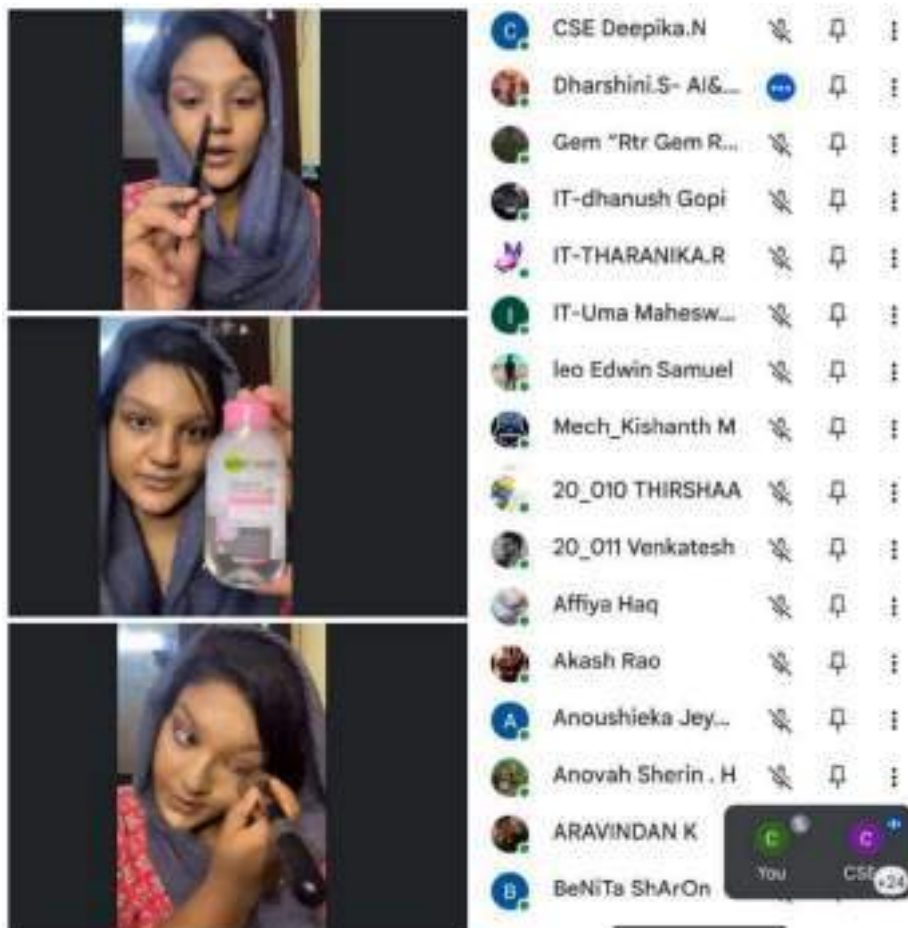 C
CSE Deepika.N
Dharshini.S- AI&...
Gem "Rtr Gem R...
IT-dhanush Gopi
IT-THARANIKA.R
I
IT-Uma Mahesw...
leo Edwin Samuel
Mech_Kishanth M
20_010 THIRSHAA
20_011 Venkatesh
Affiya Haq
Akash Rao
A
Anoushieka Jey...
Anovah Sherin . H
ARAVINDAN K
B
BeNiTa ShArOn
C
You
C
CSE
+24